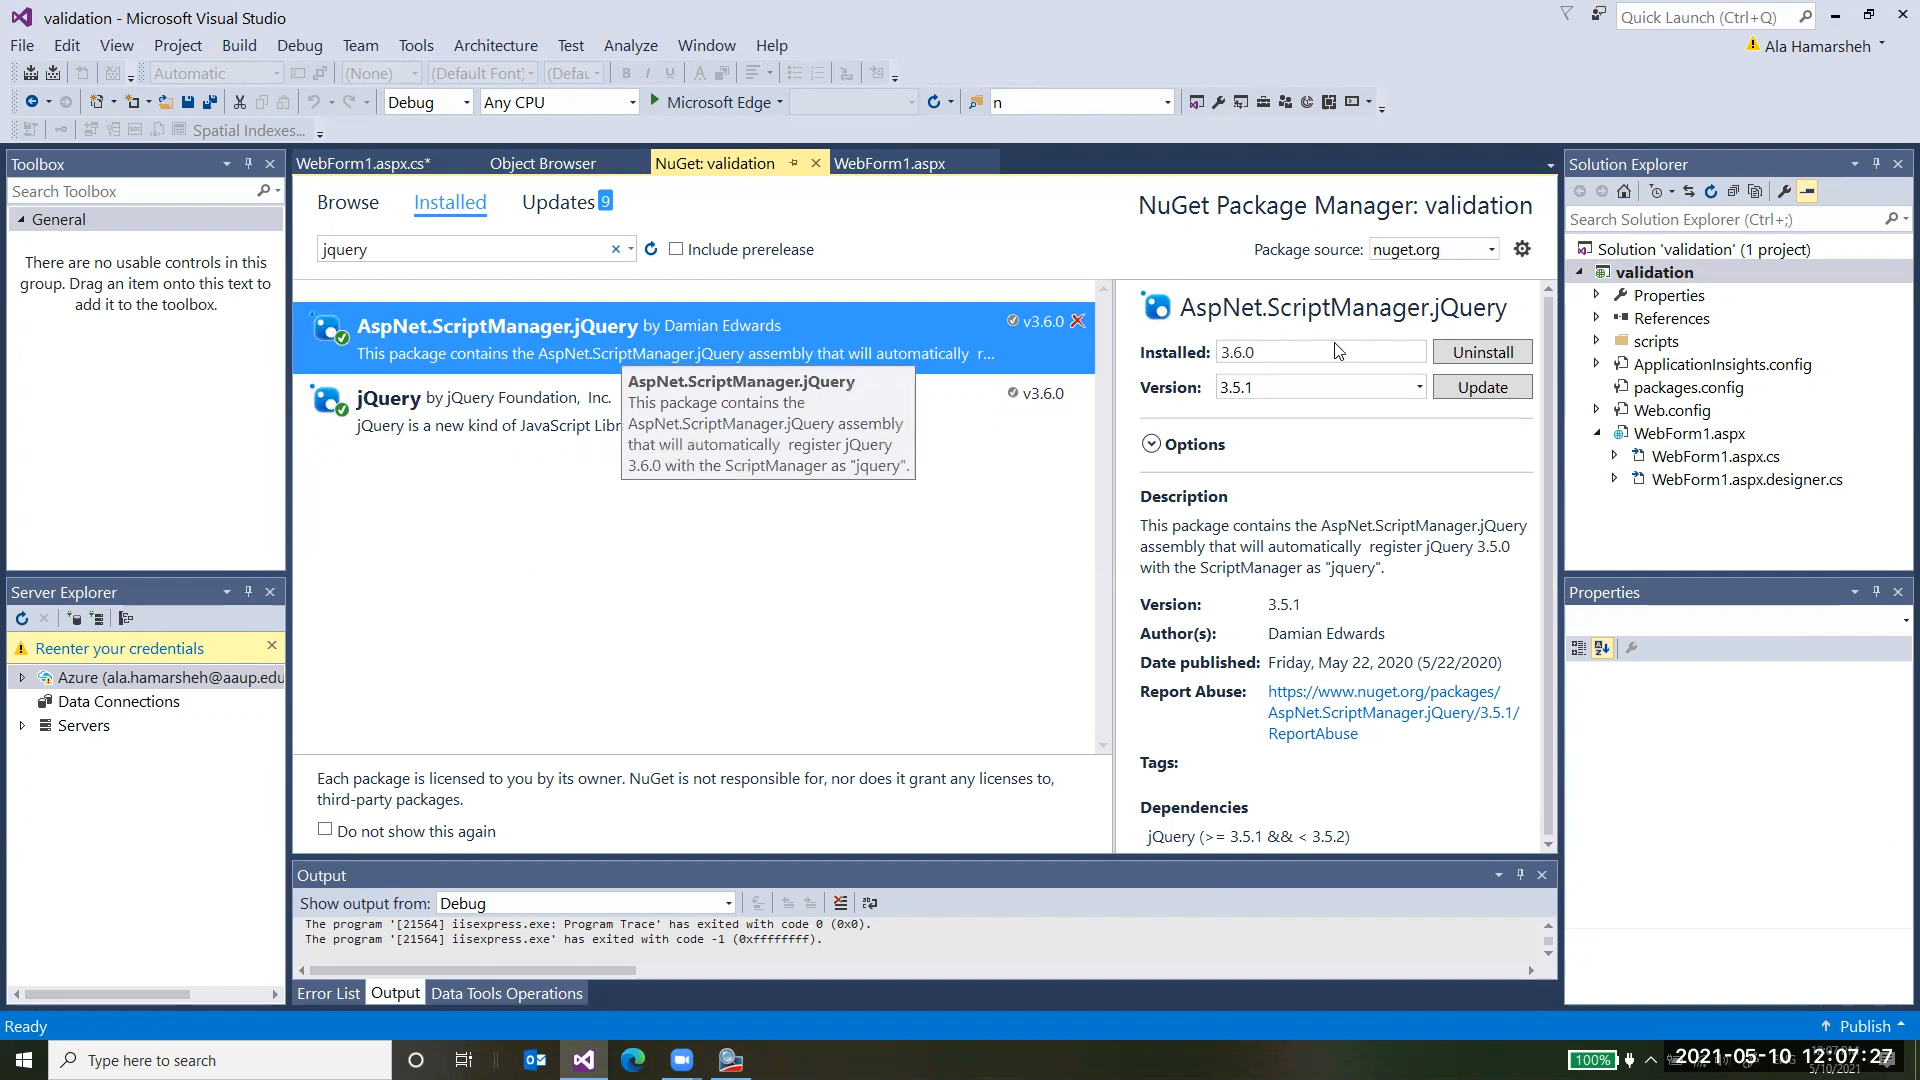 validation - Microsoft Visual Studio
Quick Launch (Ctrl+Q)
File Edit View Project Build Debug Team Tools Architecture Test Analyze Window Help
Ala Hamarsheh
Automatic (None) (Default Font) (Defau
B I U A
Debug Any CPU Microsoft Edge n
Spatial Indexes...
Toolbox
Search Toolbox
General
There are no usable controls in this
group. Drag an item onto this text to
add it to the toolbox.
Server Explorer
Reenter your credentials
Azure (ala.hamarsheh@aaup.edu
Data Connections
Servers
WebForm1.aspx.cs* Object Browser NuGet: validation WebForm1.aspx
Browse Installed Updates 9
NuGet Package Manager: validation
jquery Include prerelease
Package source: nuget.org
AspNet.ScriptManager.jQuery by Damian Edwards v3.6.0
This package contains the AspNet.ScriptManager.jQuery assembly that will automatically r...
jQuery by jQuery Foundation, Inc. v3.6.0
jQuery is a new kind of JavaScript Libr
AspNet.ScriptManager.jQuery
This package contains the
AspNet.ScriptManager.jQuery assembly
that will automatically register jQuery
3.6.0 with the ScriptManager as "jquery".
Each package is licensed to you by its owner. NuGet is not responsible for, nor does it grant any licenses to,
third-party packages.
Do not show this again
AspNet.ScriptManager.jQuery
Installed: 3.6.0 Uninstall
Version: 3.5.1 Update
Options
Description
This package contains the AspNet.ScriptManager.jQuery
assembly that will automatically register jQuery 3.5.0
with the ScriptManager as "jquery".
Version: 3.5.1
Author(s): Damian Edwards
Date published: Friday, May 22, 2020 (5/22/2020)
Report Abuse: https://www.nuget.org/packages/
AspNet.ScriptManager.jQuery/3.5.1/
ReportAbuse
Tags:
Dependencies
jQuery (>= 3.5.1 && < 3.5.2)
Output
Show output from: Debug
The program '[21564] iisexpress.exe: Program Trace' has exited with code 0 (0x0).
The program '[21564] iisexpress.exe' has exited with code -1 (0xffffffff).
Error List Output Data Tools Operations
Solution Explorer
Search Solution Explorer (Ctrl+;)
Solution 'validation' (1 project)
validation
Properties
References
scripts
ApplicationInsights.config
packages.config
Web.config
WebForm1.aspx
WebForm1.aspx.cs
WebForm1.aspx.designer.cs
Properties
Ready
Publish
Type here to search
100%
2021-05-10 12:07:27
5/10/2021